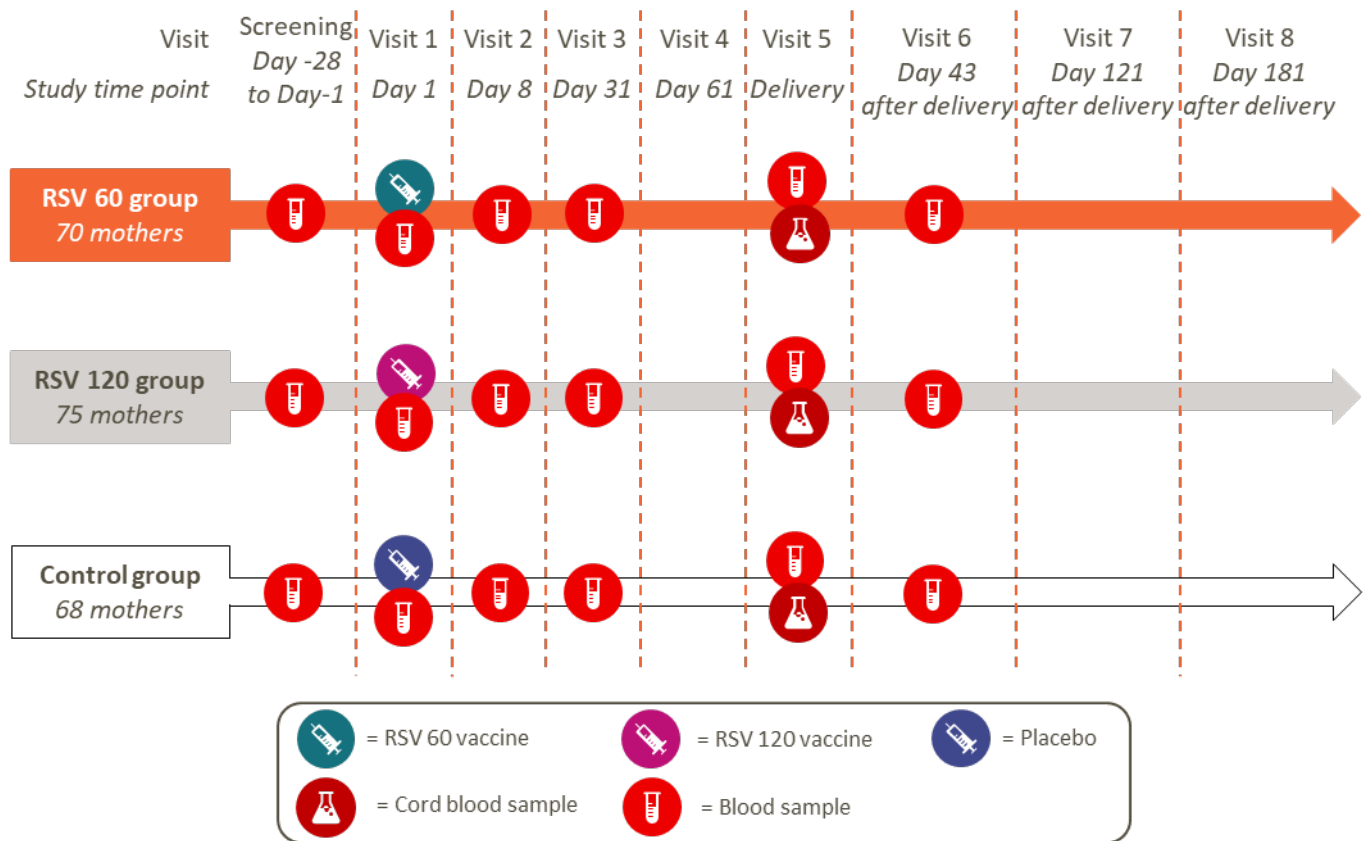 Visit
Study time point
Screening
Day -28
to Day-1
Visit 1
Day 1
Visit 2
Day 8
Visit 3
Day 31
Visit 4
Day 61
Visit 5
Delivery
Visit 6
Day 43
after delivery
Visit 7
Day 121
after delivery
Visit 8
Day 181
after delivery
RSV 60 group
70 mothers
RSV 120 group
75 mothers
Control group
68 mothers
= RSV 60 vaccine
= RSV 120 vaccine
= Placebo
= Cord blood sample
= Blood sample